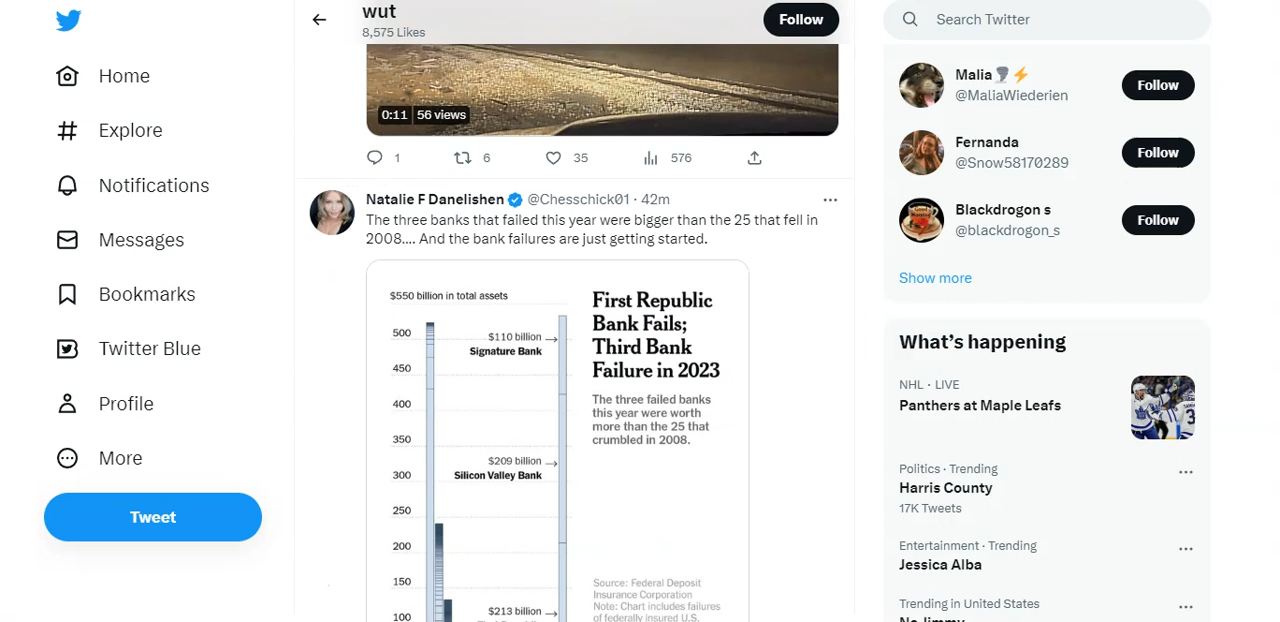 wut
8,575 Likes
Follow
Search Twitter
Home
Explore
Notifications
Messages
Bookmarks
Twitter Blue
Profile
More
Tweet
0:11 56 views
1 6 35 576
Natalie F Danelishen @Chesschick01 · 42m
The three banks that failed this year were bigger than the 25 that fell in
2008.... And the bank failures are just getting started.
$550 billion in total assets
500
450
400
350
300
250
200
150
100
$110 billion
Signature Bank
$209 billion
Silicon Valley Bank
$213 billion
First Republic
Bank Fails;
Third Bank
Failure in 2023
The three failed banks
this year were worth
more than the 25 that
crumbled in 2008.
Source: Federal Deposit
Insurance Corporation
Note: Chart includes failures
of federally insured U.S.
Malia
@MaliaWiederien
Follow
Fernanda
@Snow58170289
Follow
Blackdrogon s
@blackdrogon_s
Follow
Show more
What's happening
NHL · LIVE
Panthers at Maple Leafs
Politics · Trending
Harris County
17K Tweets
Entertainment · Trending
Jessica Alba
Trending in United States